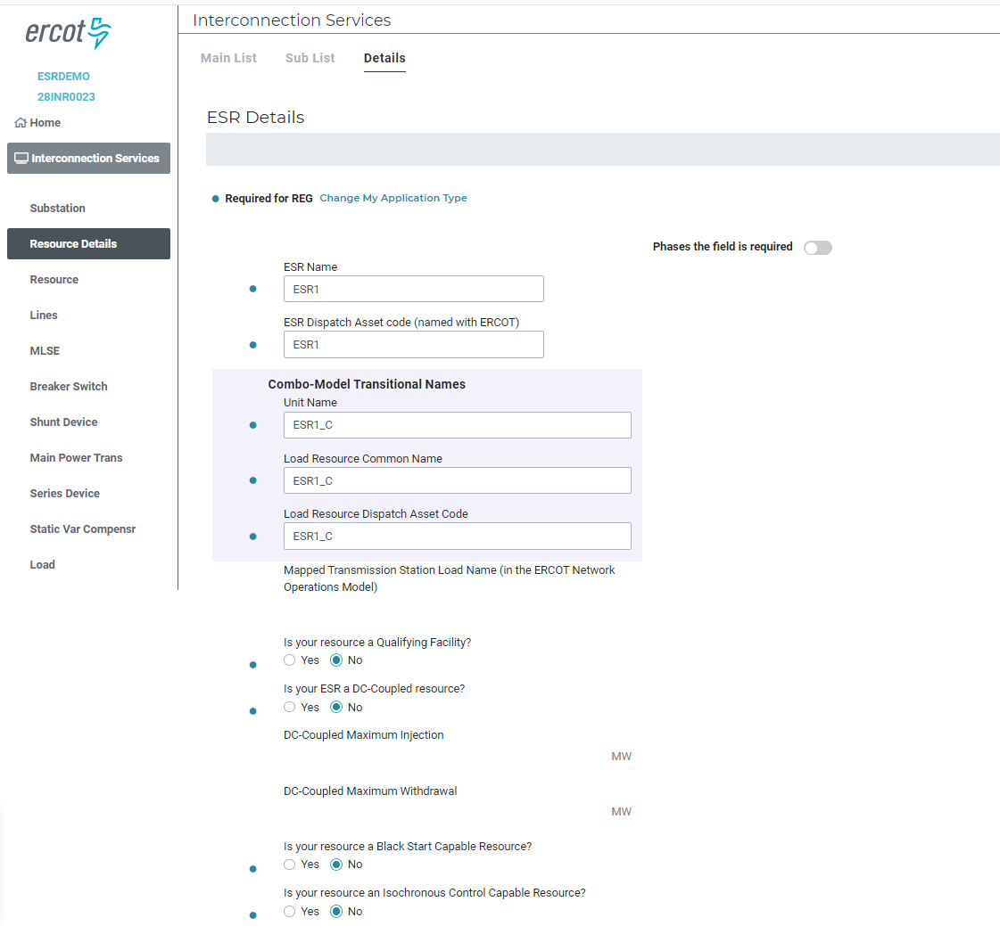 Interconnection Services
ercot
Main List Sub List Details
ESRDEMO
28INR0023
Home
Interconnection Services
Substation
Resource Details
Resource
Lines
MLSE
Breaker Switch
Shunt Device
Main Power Trans
Series Device
Static Var Compensr
Load
ESR Details
Required for REG Change My Application Type
Phases the field is required
ESR Name
ESR1
ESR Dispatch Asset code (named with ERCOT)
ESR1
Combo-Model Transitional Names
Unit Name
ESR1_C
Load Resource Common Name
ESR1_C
Load Resource Dispatch Asset Code
ESR1_C
Mapped Transmission Station Load Name (in the ERCOT Network
Operations Model)
Is your resource a Qualifying Facility?
Yes No
Is your ESR a DC-Coupled resource?
Yes No
DC-Coupled Maximum Injection
MW
DC-Coupled Maximum Withdrawal
MW
Is your resource a Black Start Capable Resource?
Yes No
Is your resource an Isochronous Control Capable Resource?
Yes No